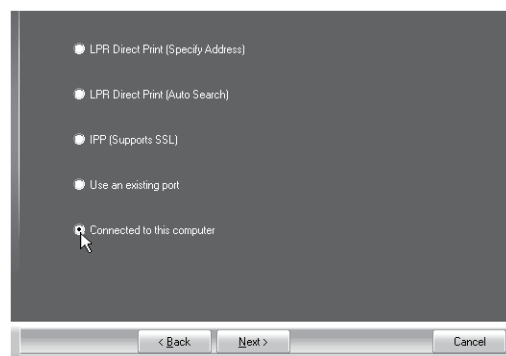 LPR Direct Print (Specify Address)
LPR Direct Print (Auto Search)
IPP (Supports SSL)
Use an existing port
Connected to this computer
< Back Next > Cancel